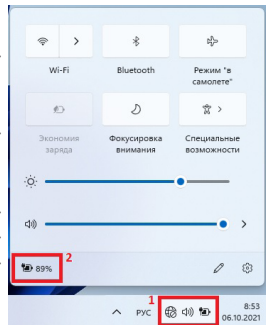 Wi-Fi
Bluetooth
Режим "в
самолете"
Экономия
заряда
Фокусировка
внимания
Специальные
возможности
2
89%
1
РУС
8:53
06.10.2021